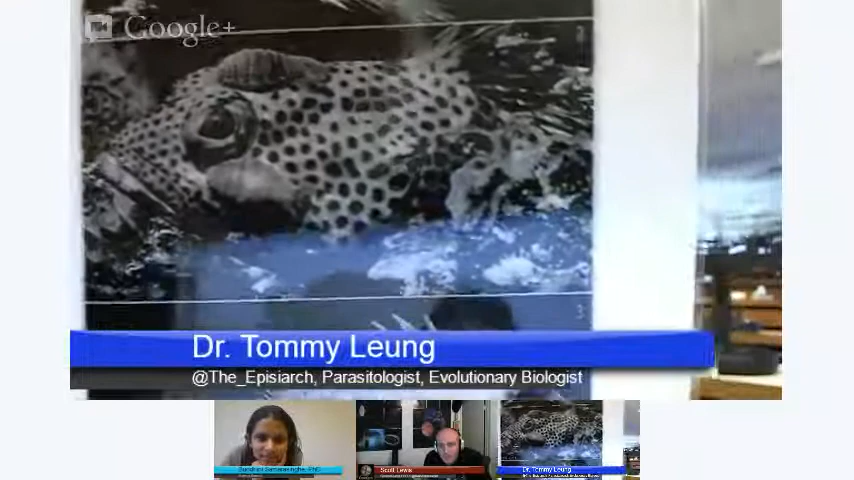 Google+
Dr. Tommy Leung
@The_Episiarch, Parasitologist, Evolutionary Biologist
Scott Lewis
Dr. Tommy Leung